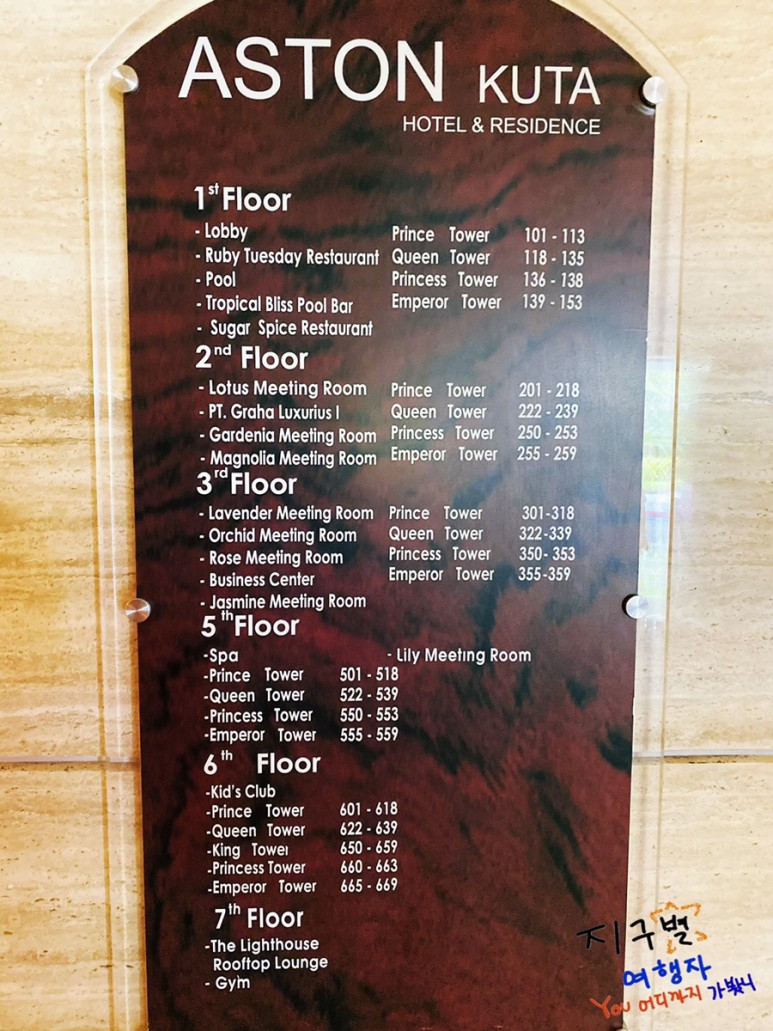 ASTON KUTA
HOTEL & RESIDENCE
1st Floor
- Lobby Prince Tower 101 - 113
- Ruby Tuesday Restaurant Queen Tower 118 - 135
- Pool Princess Tower 136 - 138
- Tropical Bliss Pool Bar Emperor Tower 139 - 153
- Sugar Spice Restaurant
2nd Floor
- Lotus Meeting Room Prince Tower 201 - 218
- PT. Graha Luxurius I Queen Tower 222 - 239
- Gardenia Meeting Room Princess Tower 250 - 253
- Magnolia Meeting Room Emperor Tower 255 - 259
3rd Floor
- Lavender Meeting Room Prince Tower 301-318
- Orchid Meeting Room Queen Tower 322-339
- Rose Meeting Room Princess Tower 350- 353
- Business Center Emperor Tower 355-359
- Jasmine Meeting Room
5th Floor
-Spa - Lily Meeting Room
-Prince Tower 501 - 518
-Queen Tower 522 - 539
-Princess Tower 550 - 553
-Emperor Tower 555 - 559
6th Floor
-Kid's Club
-Prince Tower 601 - 618
-Queen Tower 622 - 639
-King Tower 650 - 659
-Princess Tower 660 - 663
-Emperor Tower 665 - 669
7th Floor
-The Lighthouse
Rooftop Lounge
- Gym
지구별
여행자
You 어디까지 가봤니